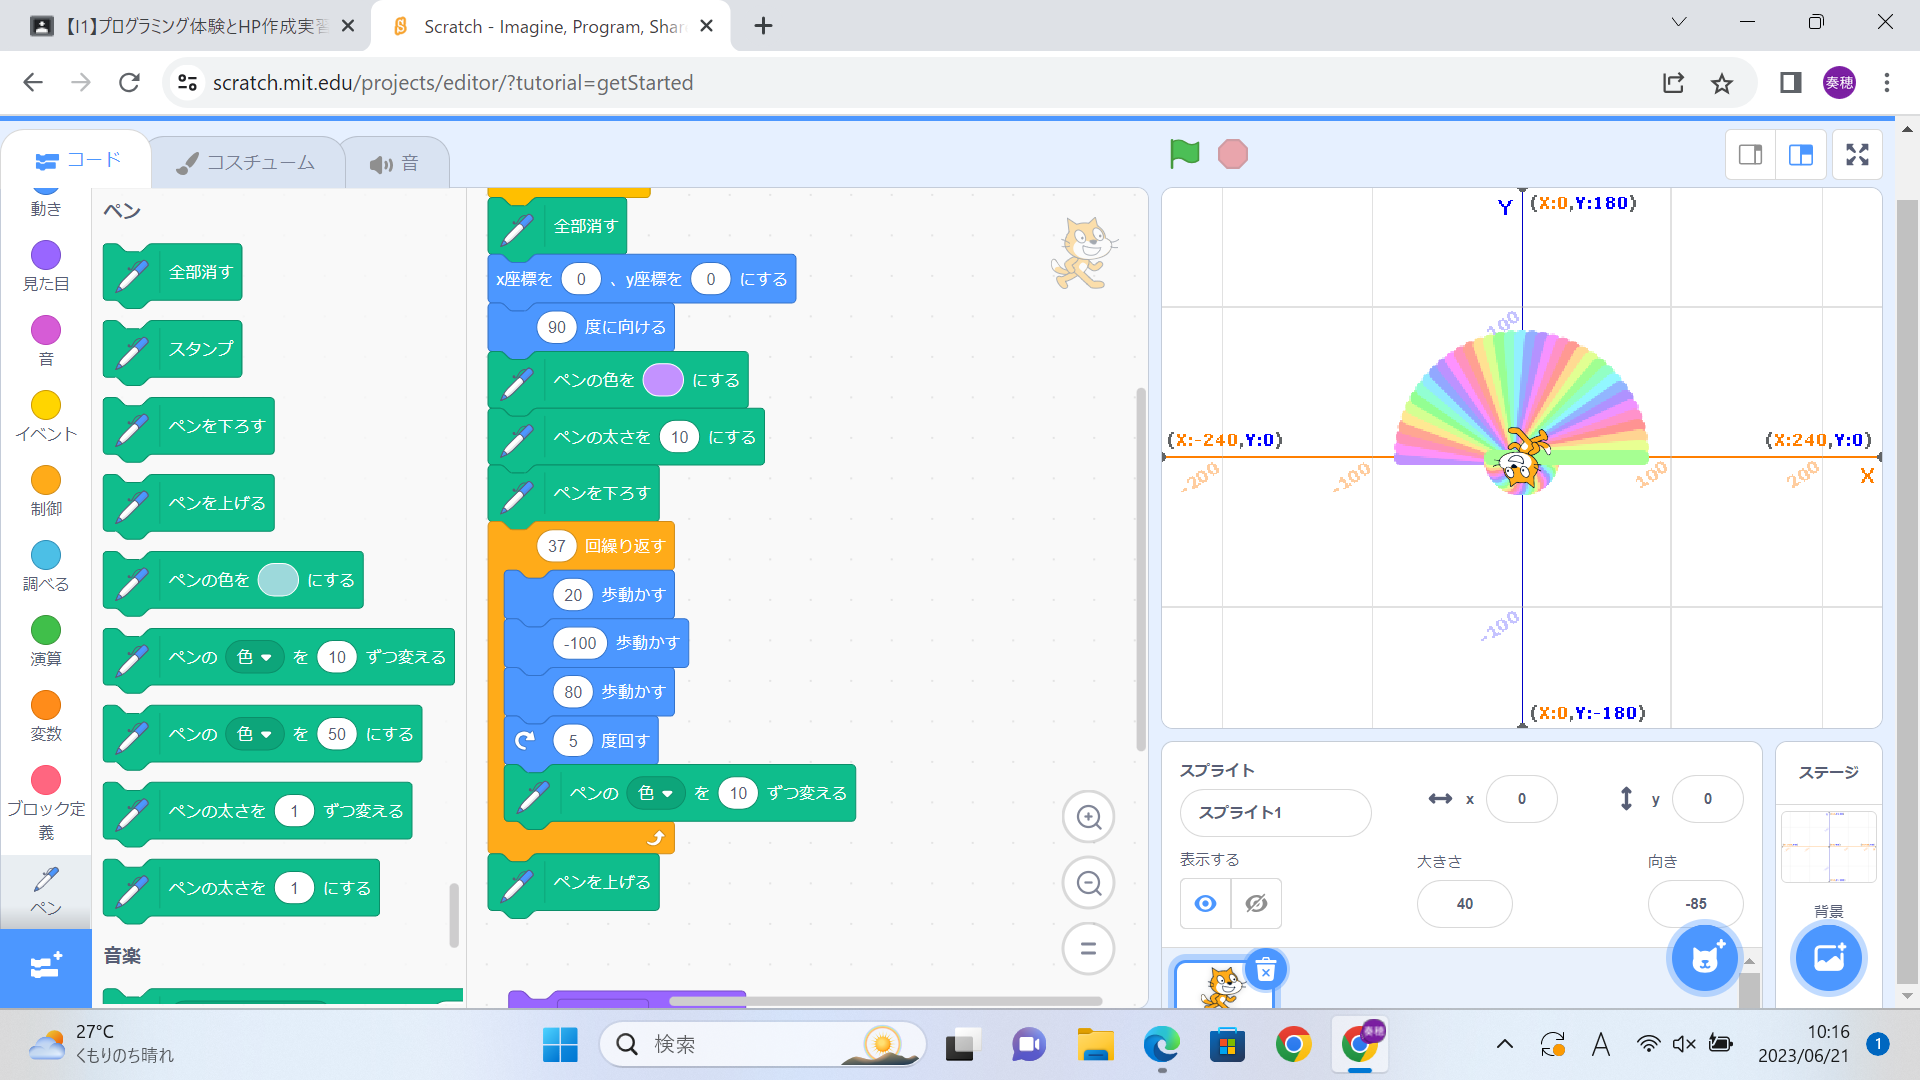 【I1】プログラミング体験とHP作成実習
Scratch - Imagine, Program, Shar
scratch.mit.edu/projects/editor/?tutorial=getStarted
奏穂
コード
コスチューム
音
動き
見た目
音
イベント
制御
調べる
演算
変数
ブロック定
義
ペン
ペン
全部消す
スタンプ
ペンを下ろす
ペンを上げる
ペンの色を にする
ペンの 色 を 10 ずつ変える
ペンの 色 を 50 にする
ペンの太さを 1 ずつ変える
ペンの太さを 1 にする
音楽
全部消す
x座標を 0 、y座標を 0 にする
90 度に向ける
ペンの色を にする
ペンの太さを 10 にする
ペンを下ろす
37 回繰り返す
20 歩動かす
-100 歩動かす
80 歩動かす
5 度回す
ペンの 色 を 10 ずつ変える
ペンを上げる
Y (X:0,Y:180)
100
(X:-240,Y:0)
(X:240,Y:0)
-200
-100
100
200
X
-100
(X:0,Y:-180)
スプライト
スプライト1
x 0
y 0
表示する
大きさ
40
向き
-85
ステージ
背景
27°C
くもりのち晴れ
検索
奏穂
A
10:16
2023/06/21
1